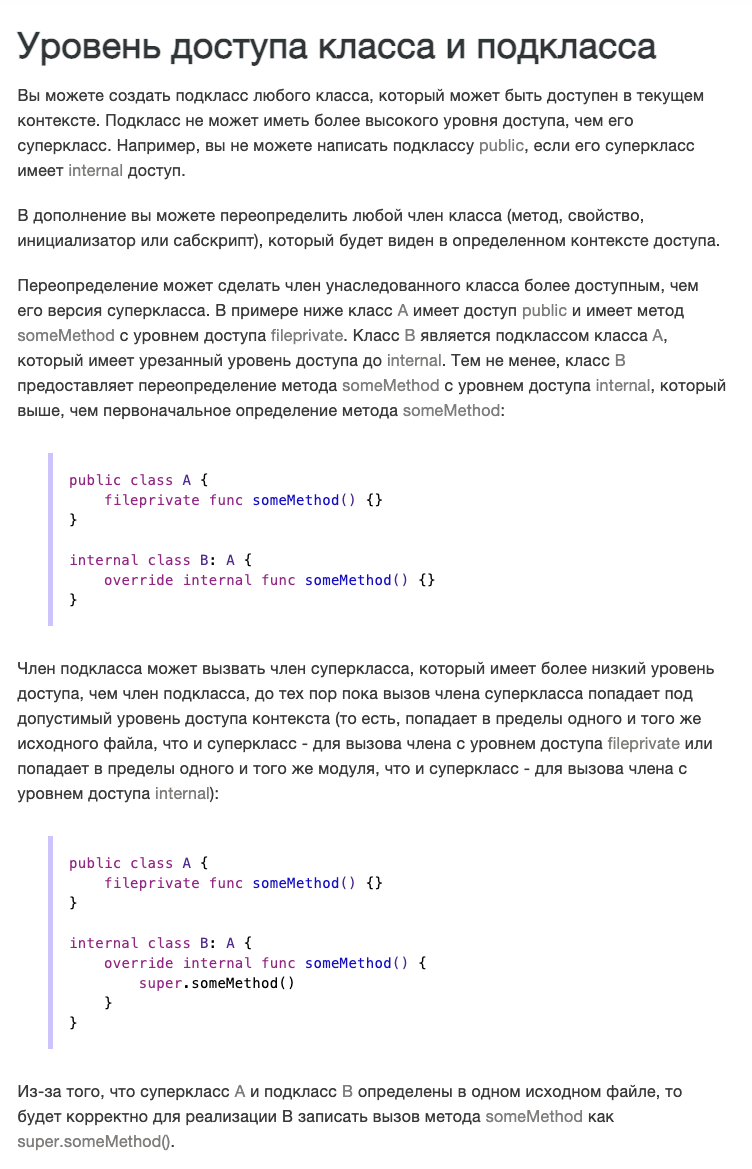 Уровень доступа класса и подкласса
Вы можете создать подкласс любого класса, который может быть доступен в текущем
контексте. Подкласс не может иметь более высокого уровня доступа, чем его
суперкласс. Например, вы не можете написать подклассу public, если его суперкласс
имеет internal доступ.
В дополнение вы можете переопределить любой член класса (метод, свойство,
инициализатор или сабскрипт), который будет виден в определенном контексте доступа.
Переопределение может сделать член унаследованного класса более доступным, чем
его версия суперкласса. В примере ниже класс A имеет доступ public и имеет метод
someMethod с уровнем доступа fileprivate. Класс B является подклассом класса A,
который имеет урезанный уровень доступа до internal. Тем не менее, класс B
предоставляет переопределение метода someMethod с уровнем доступа internal, который
выше, чем первоначальное определение метода someMethod:
public class A {
    fileprivate func someMethod() {}
}
internal class B: A {
    override internal func someMethod() {}
}
Член подкласса может вызвать член суперкласса, который имеет более низкий уровень
доступа, чем член подкласса, до тех пор пока вызов члена суперкласса попадает под
допустимый уровень доступа контекста (то есть, попадает в пределы одного и того же
исходного файла, что и суперкласс - для вызова члена с уровнем доступа fileprivate или
попадает в пределы одного и того же модуля, что и суперкласс - для вызова члена с
уровнем доступа internal):
public class A {
    fileprivate func someMethod() {}
}
internal class B: A {
    override internal func someMethod() {
        super.someMethod()
    }
}
Из-за того, что суперкласс A и подкласс B определены в одном исходном файле, то
будет корректно для реализации B записать вызов метода someMethod как
super.someMethod().